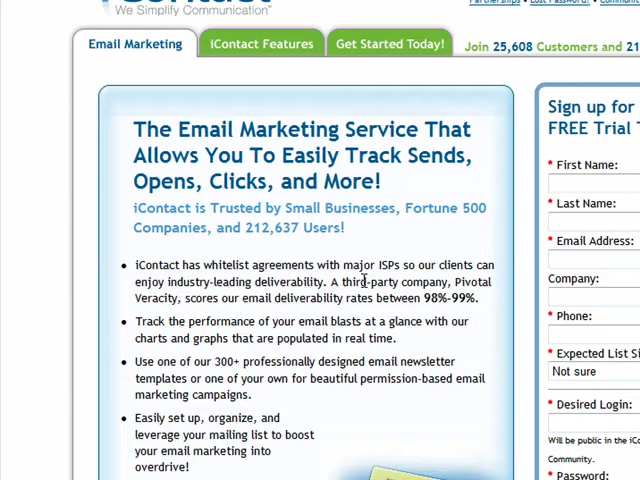 iContact
We Simplify Communication
Partnerships • Lost Password? •
Email Marketing
iContact Features
Get Started Today!
Join 25,608 Customers and
The Email Marketing Service That
Allows You To Easily Track Sends,
Opens, Clicks, and More!
iContact is Trusted by Small Businesses, Fortune 500
Companies, and 212,637 Users!
• iContact has whitelist agreements with major ISPs so our clients can
enjoy industry-leading deliverability. A third-party company, Pivotal
Veracity, scores our email deliverability rates between 98%-99%.
• Track the performance of your email blasts at a glance with our
charts and graphs that are populated in real time.
• Use one of our 300+ professionally designed email newsletter
templates or one of your own for beautiful permission-based email
marketing campaigns.
• Easily set up, organize, and
leverage your mailing list to boost
your email marketing into
overdrive!
Sign up for
FREE Trial
* First Name:
* Last Name:
* Email Address:
Company:
* Phone:
* Expected List
Not sure
* Desired Login:
Will be public in the
Community.
* Password: